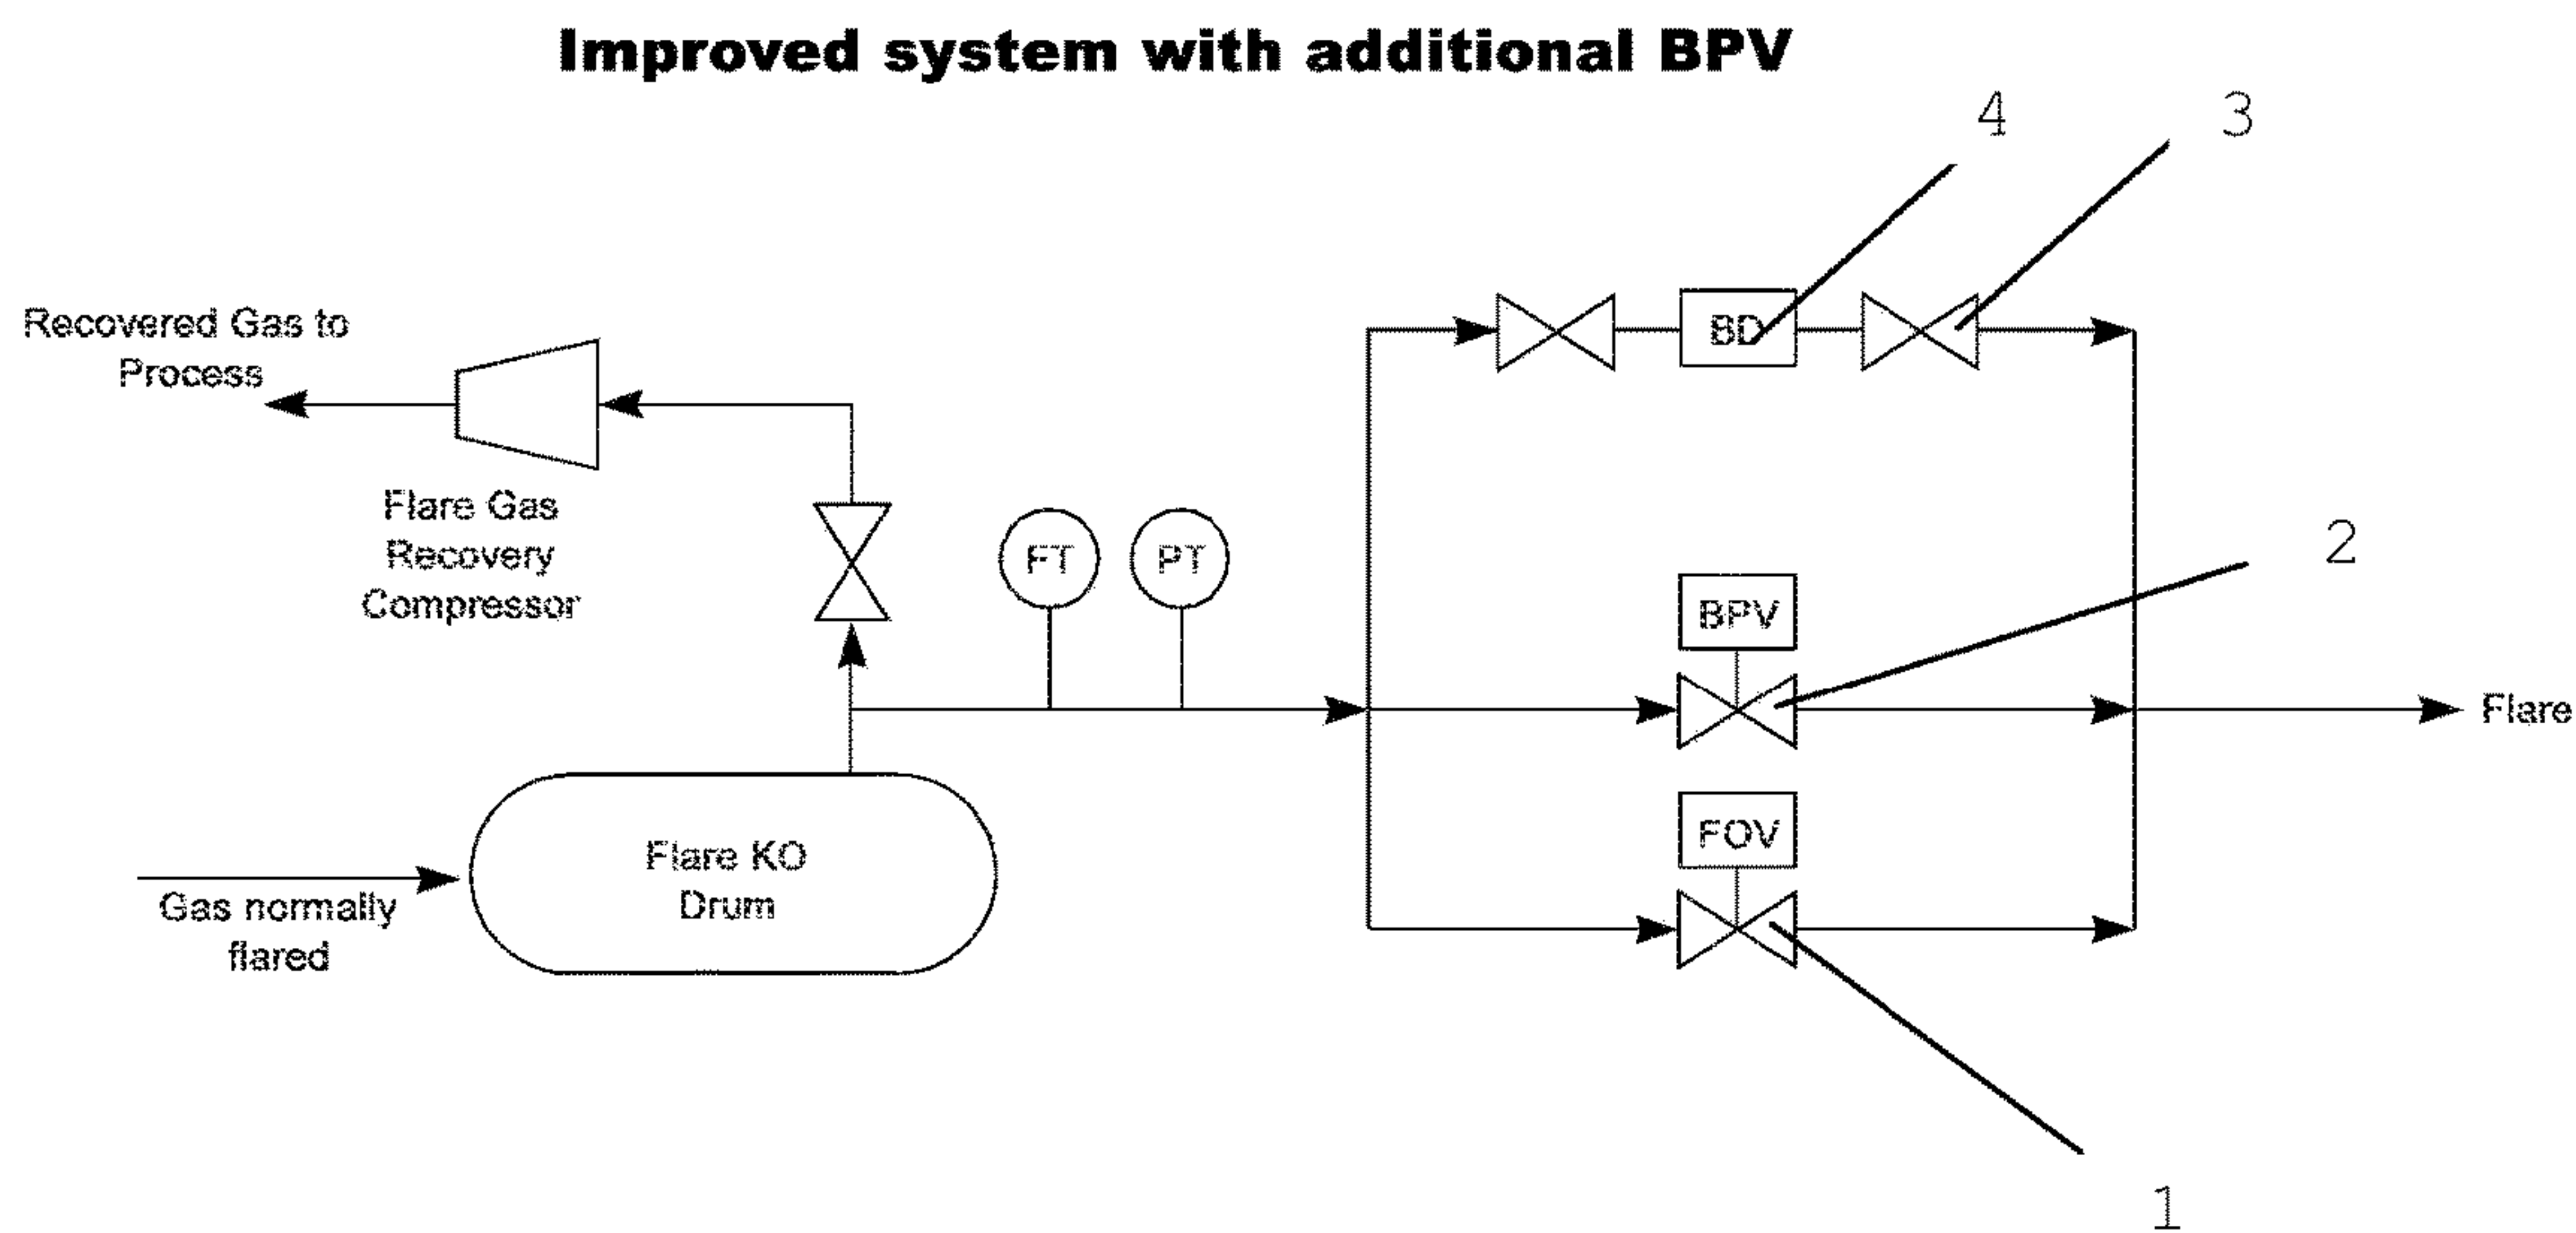 Improved system with additional BPV
4
3
Recovered Gas to
Process
BD
Flare Gas
Recovery
Compressor
FT
PT
2
BPV
Flare
FOV
Flare KO
Drum
Gas normally
flared
1